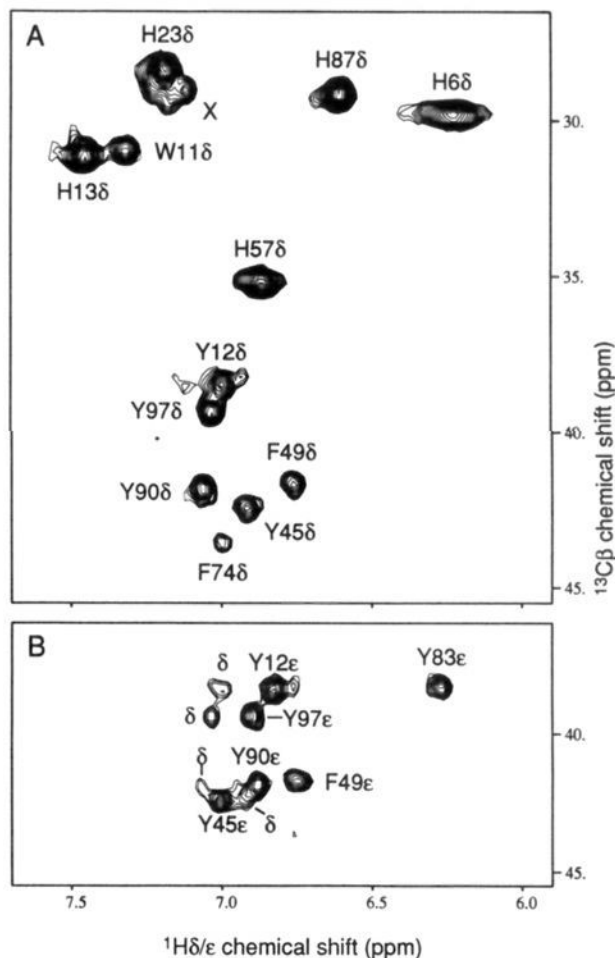 A
H23δ
H87δ
H6δ
X
W11δ
H13δ
30.
H57δ
35.
Y12δ
Y97δ
40.
F49δ
Y90δ
Y45δ
F74δ
45.
¹³Cβ chemical shift (ppm)
B
δ
Y12ε
Y83ε
δ
Y97ε
40.
δ
Y90ε
F49ε
Y45ε
δ
45.
7.5 7.0 6.5 6.0
¹Hδ/ε chemical shift (ppm)